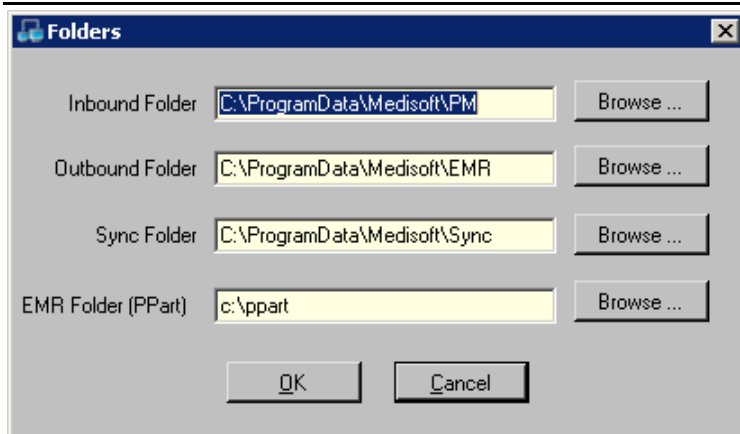 Folders
Inbound Folder C:\ProgramData\Medisoft\PM Browse ...
Outbound Folder C:\ProgramData\Medisoft\EMR Browse ...
Sync Folder C:\ProgramData\Medisoft\Sync Browse ...
EMR Folder (PPart) c:\ppart Browse ...
OK Cancel